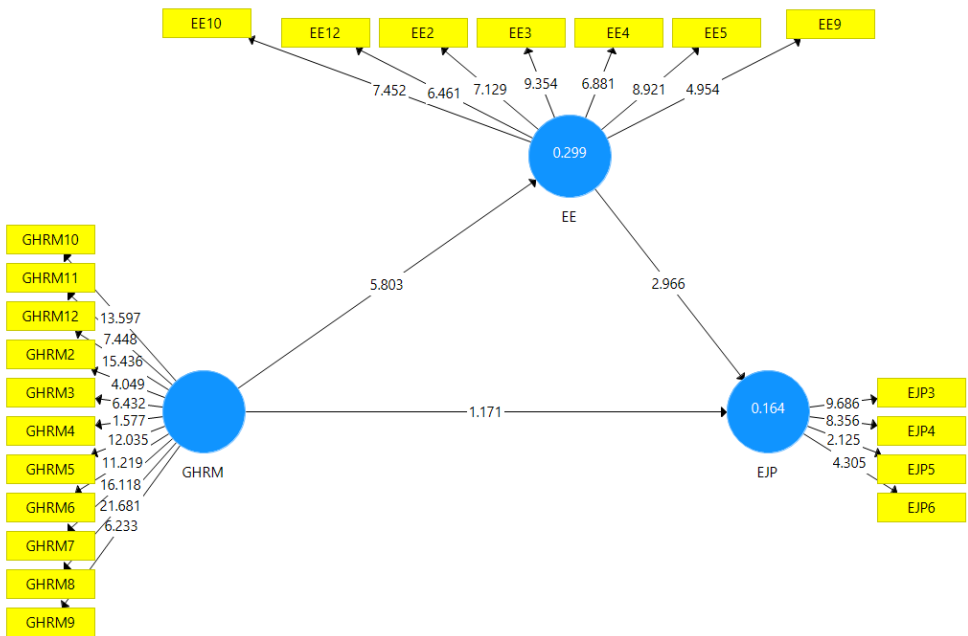 EE10
EE12
EE2
EE3
EE4
EE5
EE9
7.452
6.461
7.129
9.354
6.881
8.921
4.954
0.299
EE
5.803
2.966
GHRM10
GHRM11
GHRM12
GHRM2
GHRM3
GHRM4
GHRM5
GHRM6
GHRM7
GHRM8
GHRM9
13.597
7.448
15.436
4.049
6.432
1.577
12.035
11.219
16.118
21.681
6.233
GHRM
1.171
0.164
EJP
9.686
8.356
2.125
4.305
EJP3
EJP4
EJP5
EJP6